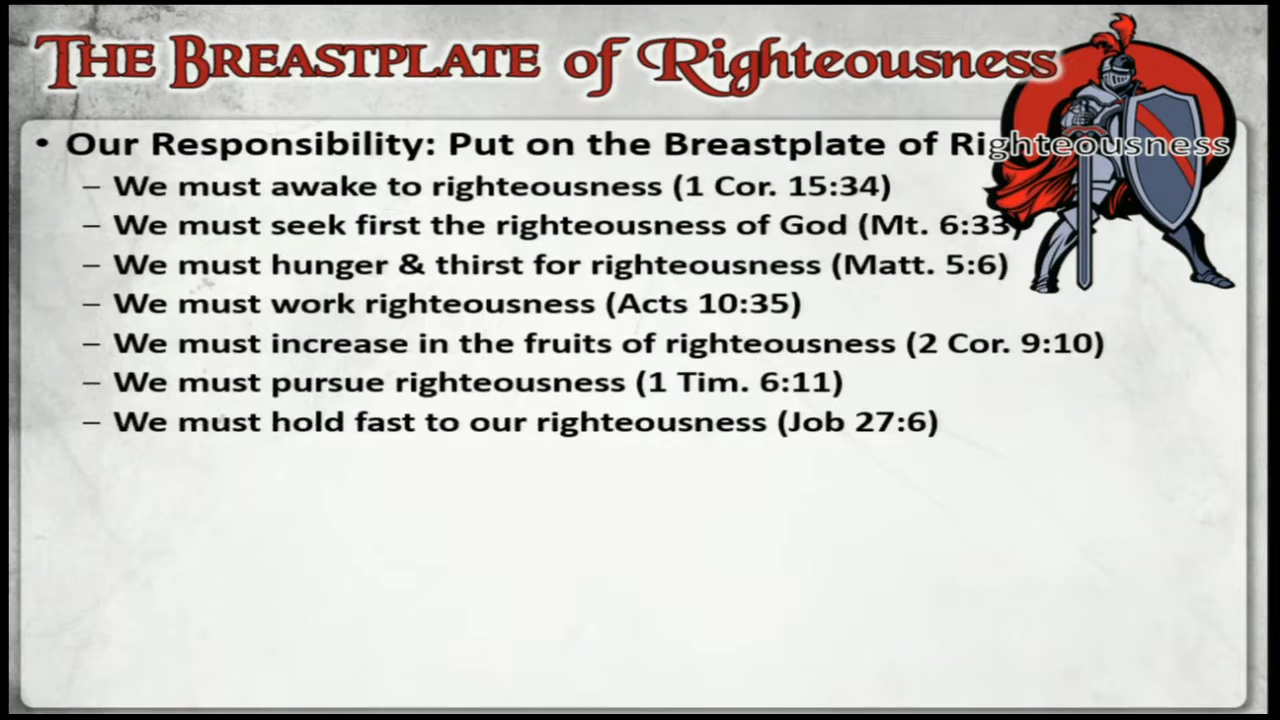 The Breastplate of Righteousness
• Our Responsibility: Put on the Breastplate of Righteousness
– We must awake to righteousness (1 Cor. 15:34)
– We must seek first the righteousness of God (Mt. 6:33)
– We must hunger & thirst for righteousness (Matt. 5:6)
– We must work righteousness (Acts 10:35)
– We must increase in the fruits of righteousness (2 Cor. 9:10)
– We must pursue righteousness (1 Tim. 6:11)
– We must hold fast to our righteousness (Job 27:6)